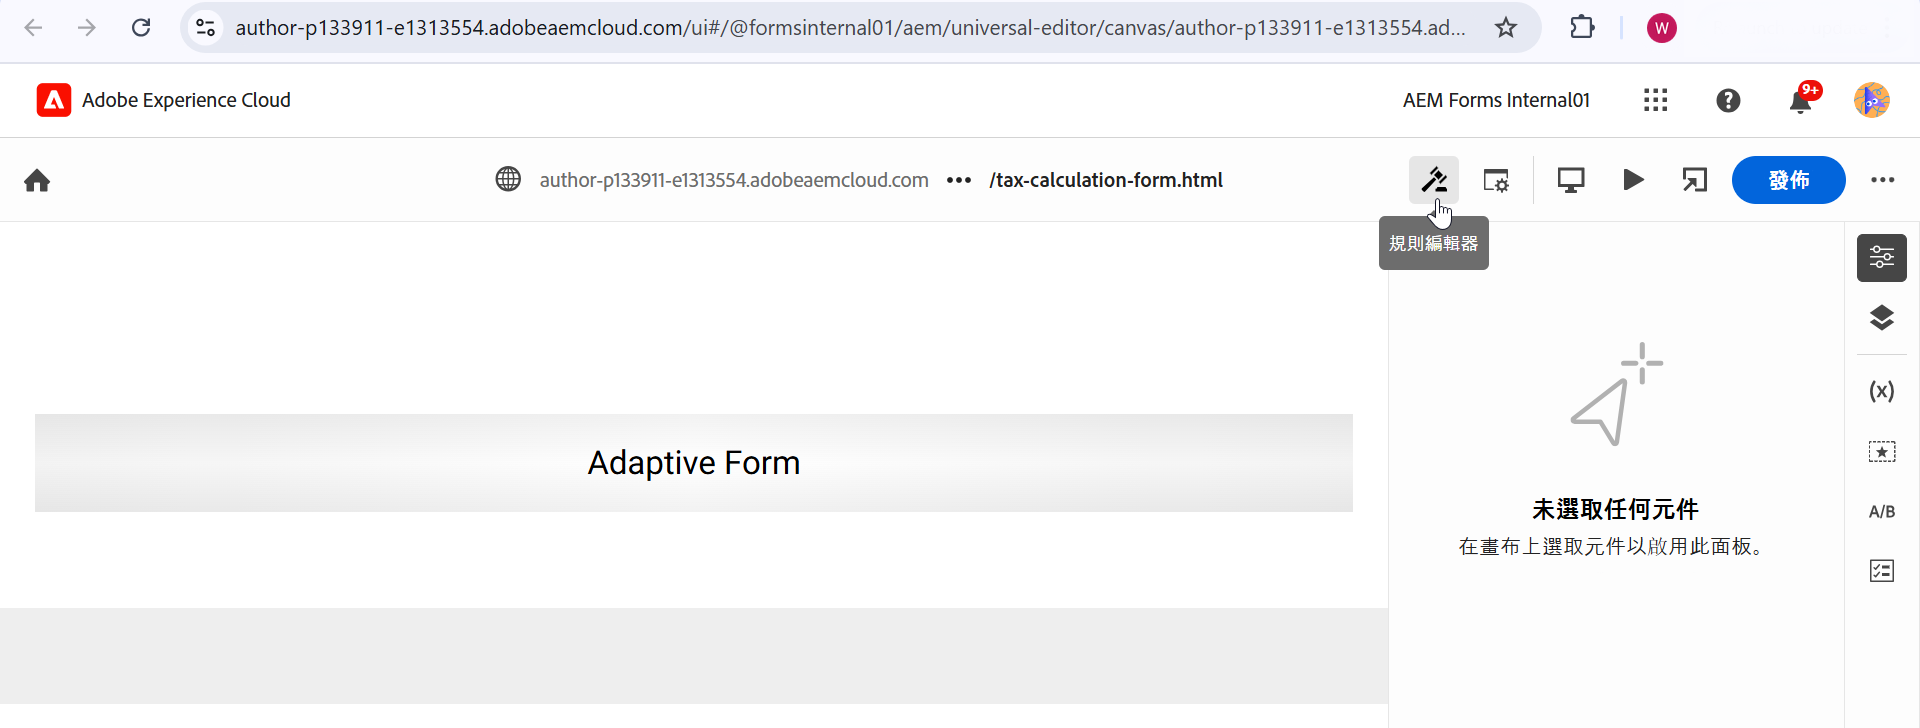 author-p133911-e1313554.adobeaemcloud.com/ui#/@formsinternal01/aem/universal-editor/canvas/author-p133911-e1313554.ad...
W
Adobe Experience Cloud
AEM Forms Internal01
9+
author-p133911-e1313554.adobeaemcloud.com ••• /tax-calculation-form.html
發佈
規則編輯器
(x)
Adaptive Form
未選取任何元件
A/B
在畫布上選取元件以啟用此面板。